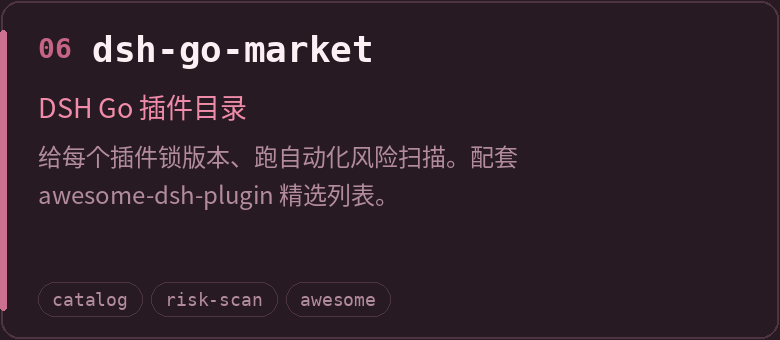 06 dsh-go-market
DSH Go 插件目录
给每个插件锁版本、跑自动化风险扫描。配套
awesome-dsh-plugin 精选列表。
catalog risk-scan awesome